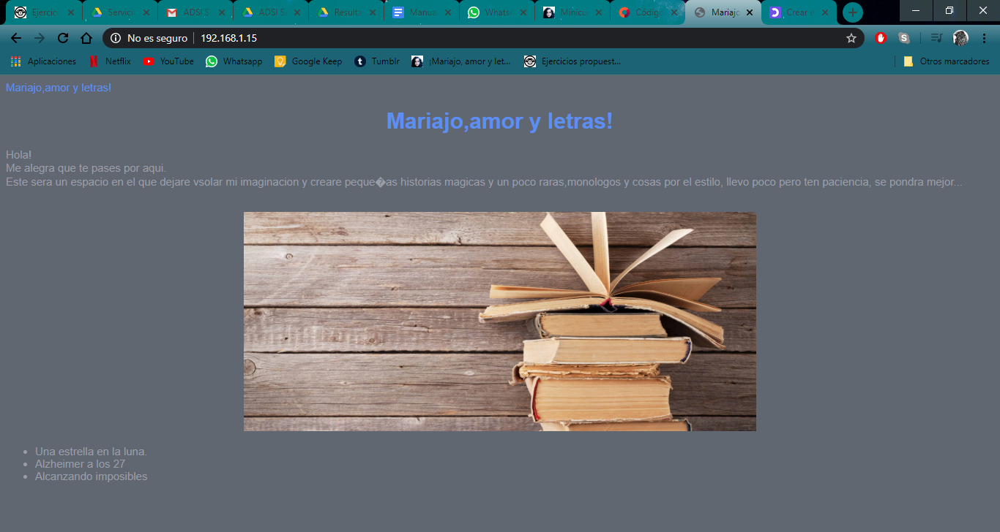 Ejercic
Servici
ADSI S
ADSI S
Resulta
Manua
Whats
Minicu
Código
Mariajo
Crear e
No es seguro
192.168.1.15
Aplicaciones
Netflix
YouTube
Whatsapp
Google Keep
Tumblr
¡Mariajo, amor y let...
Ejercicios propuest...
Otros marcadores
Mariajo,amor y letras!
Mariajo,amor y letras!
Hola!
Me alegra que te pases por aqui.
Este sera un espacio en el que dejare vsolar mi imaginacion y creare peque�as historias magicas y un poco raras,monologos y cosas por el estilo, llevo poco pero ten paciencia, se pondra mejor...
Una estrella en la luna.
Alzheimer a los 27
Alcanzando imposibles